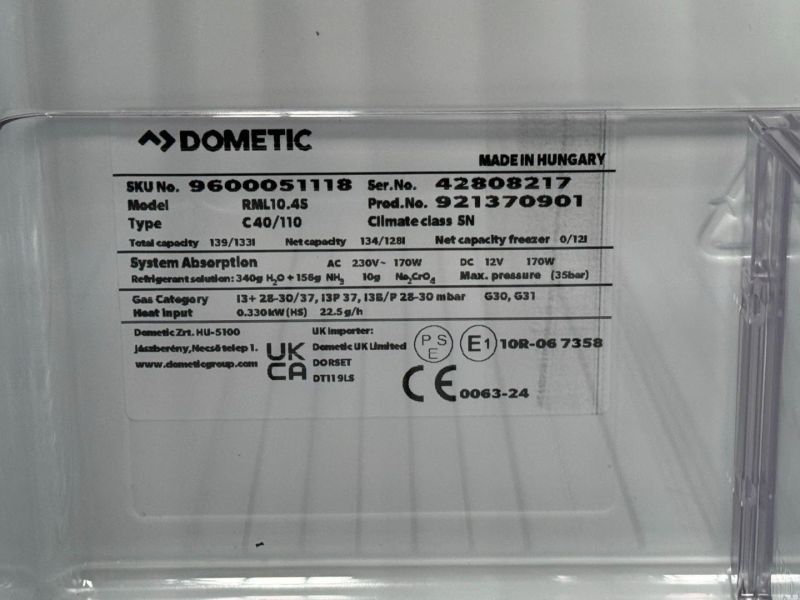 DOMETIC
MADE IN HUNGARY
SKU No. 9600051118 Ser.No. 42808217
Model RML10.4S Prod.No. 921370901
Type C40/110 Climate class SN
Total capacity 139/133l Net capacity 134/128l Net capacity freezer 0/12l
System Absorption AC 230V~ 170W DC 12V 170W
Refrigerant solution: 340g H₂O + 156g NH₃ 10g Na₂CrO₄ Max. pressure (35bar)
Gas Category I3+ 28-30/37, I3P 37, I3B/P 28-30 mbar G30, G31
Heat Input 0.330kW (HS) 22.5g/h
Dometic Zrt. HU-5100
Jászberény, Necső telep 1.
www.dometicgroup.com
UK CA
UK Importer:
Dometic UK Limited
DORSET
DT11 9LS
PS E
E1 10R-06 7358
CE 0063-24